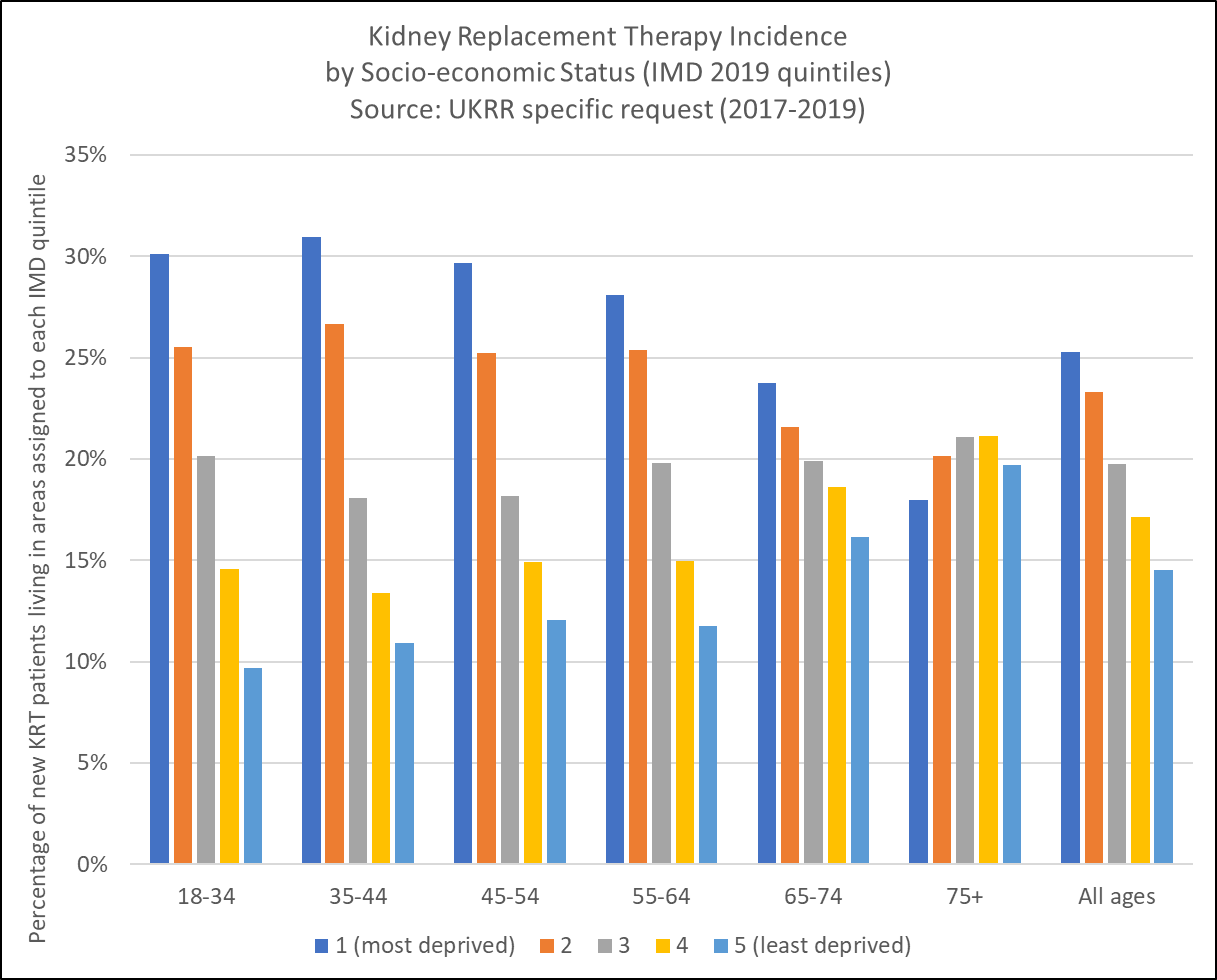 Kidney Replacement Therapy Incidence
by Socio-economic Status (IMD 2019 quintiles)
Source: UKRR specific request (2017-2019)
Percentage of new KRT patients living in areas assigned to each IMD quintile
35%
30%
25%
20%
15%
10%
5%
0%
18-34 35-44 45-54 55-64 65-74 75+ All ages
1 (most deprived) 2 3 4 5 (least deprived)